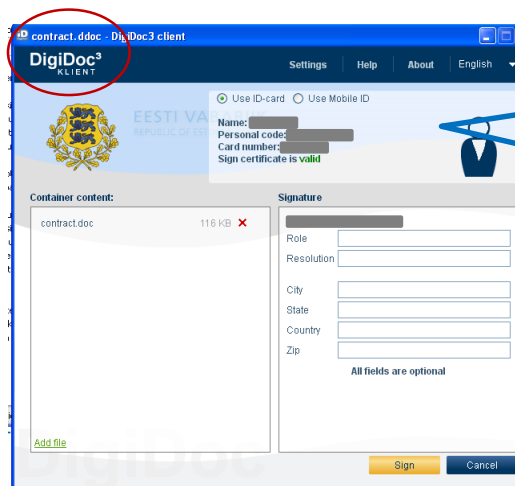 contract.ddoc - DigiDoc3 client
DigiDoc³
KLIENT
Settings
Help
About
English
Use ID-card
Use Mobile ID
EESTI VABARIIK
REPUBLIC OF EST
Name:
Personal code:
Card number:
Sign certificate is valid
Container content:
contract.doc 116 KB
Add file
Signature
Role
Resolution
City
State
Country
Zip
All fields are optional
DigiDoc
Sign
Cancel